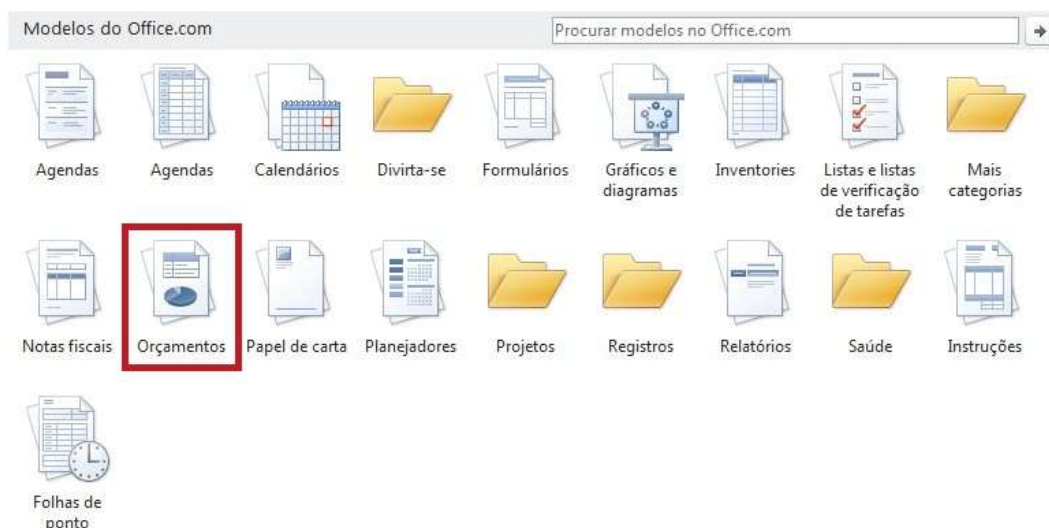 Modelos do Office.com
Procurar modelos no Office.com
Agendas
Agendas
Calendários
Divirta-se
Formulários
Gráficos e
diagramas
Inventories
Listas e listas
de verificação
de tarefas
Mais
categorias
Notas fiscais
Orçamentos
Papel de carta
Planejadores
Projetos
Registros
Relatórios
Saúde
Instruções
Folhas de
ponto